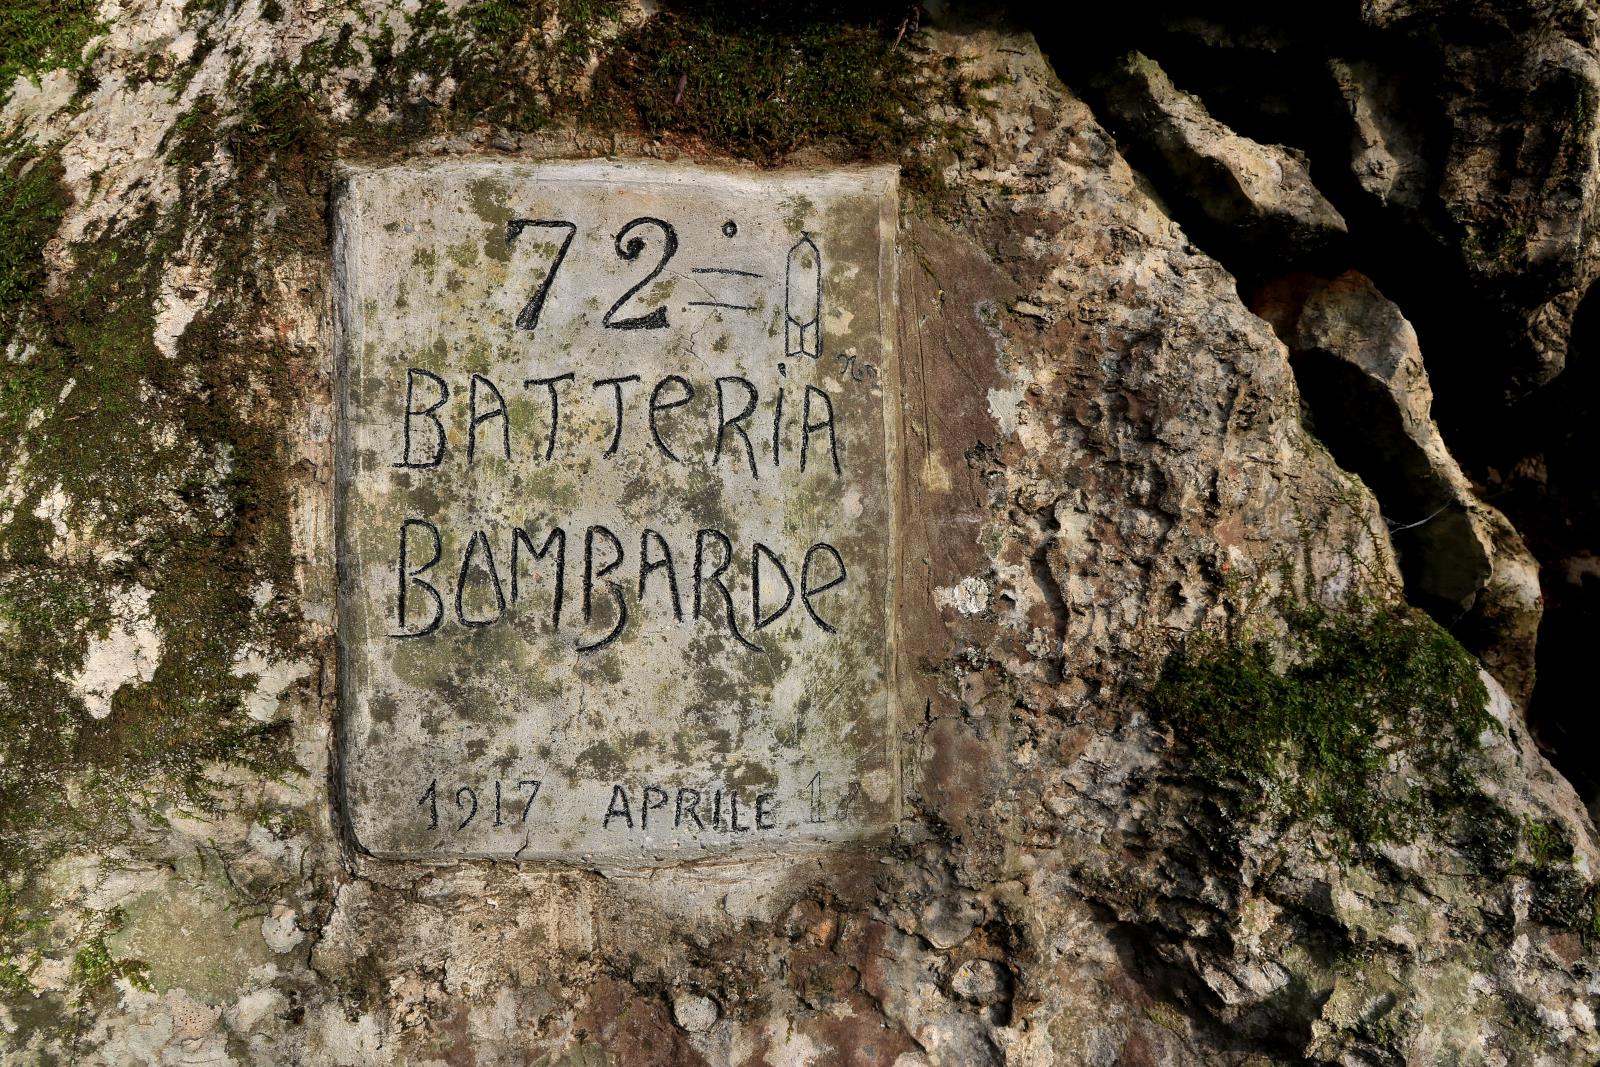 72ª
BATTERIA
BOMBARDE
1917 APRILE